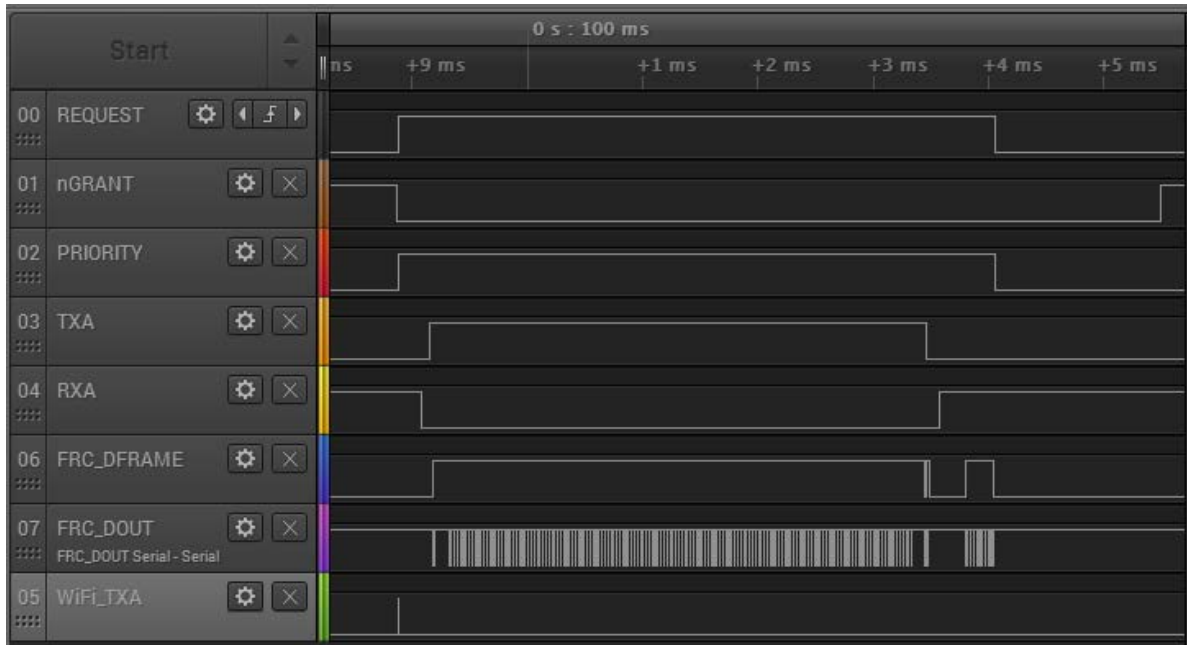 Start
0 s : 100 ms
ns +9 ms +1 ms +2 ms +3 ms +4 ms +5 ms
00 REQUEST
01 nGRANT
02 PRIORITY
03 TXA
04 RXA
06 FRC_DFRAME
07 FRC_DOUT
FRC_DOUT Serial - Serial
05 WiFi_TXA